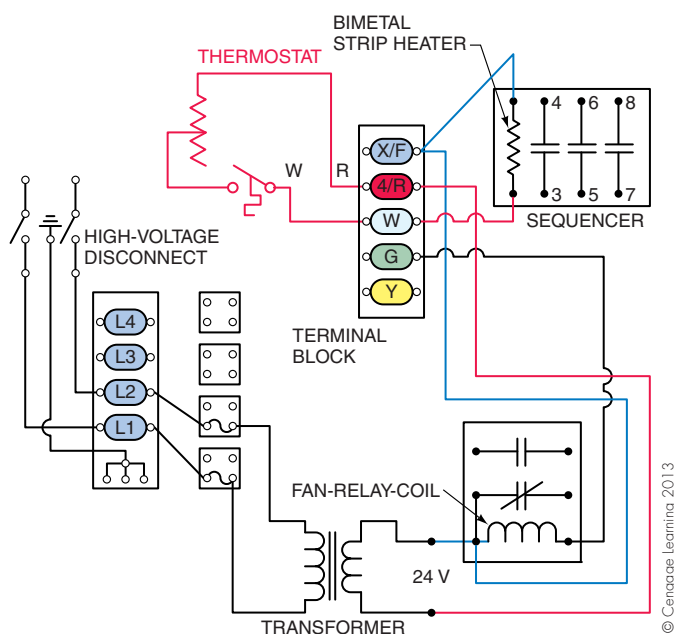 BIMETAL
STRIP HEATER
THERMOSTAT
4 6 8
W
R
X/F
4/R
W
G
Y
3 5 7
SEQUENCER
HIGH-VOLTAGE
DISCONNECT
L4
L3
L2
L1
TERMINAL
BLOCK
FAN-RELAY-COIL
24 V
TRANSFORMER
© Cengage Learning 2013